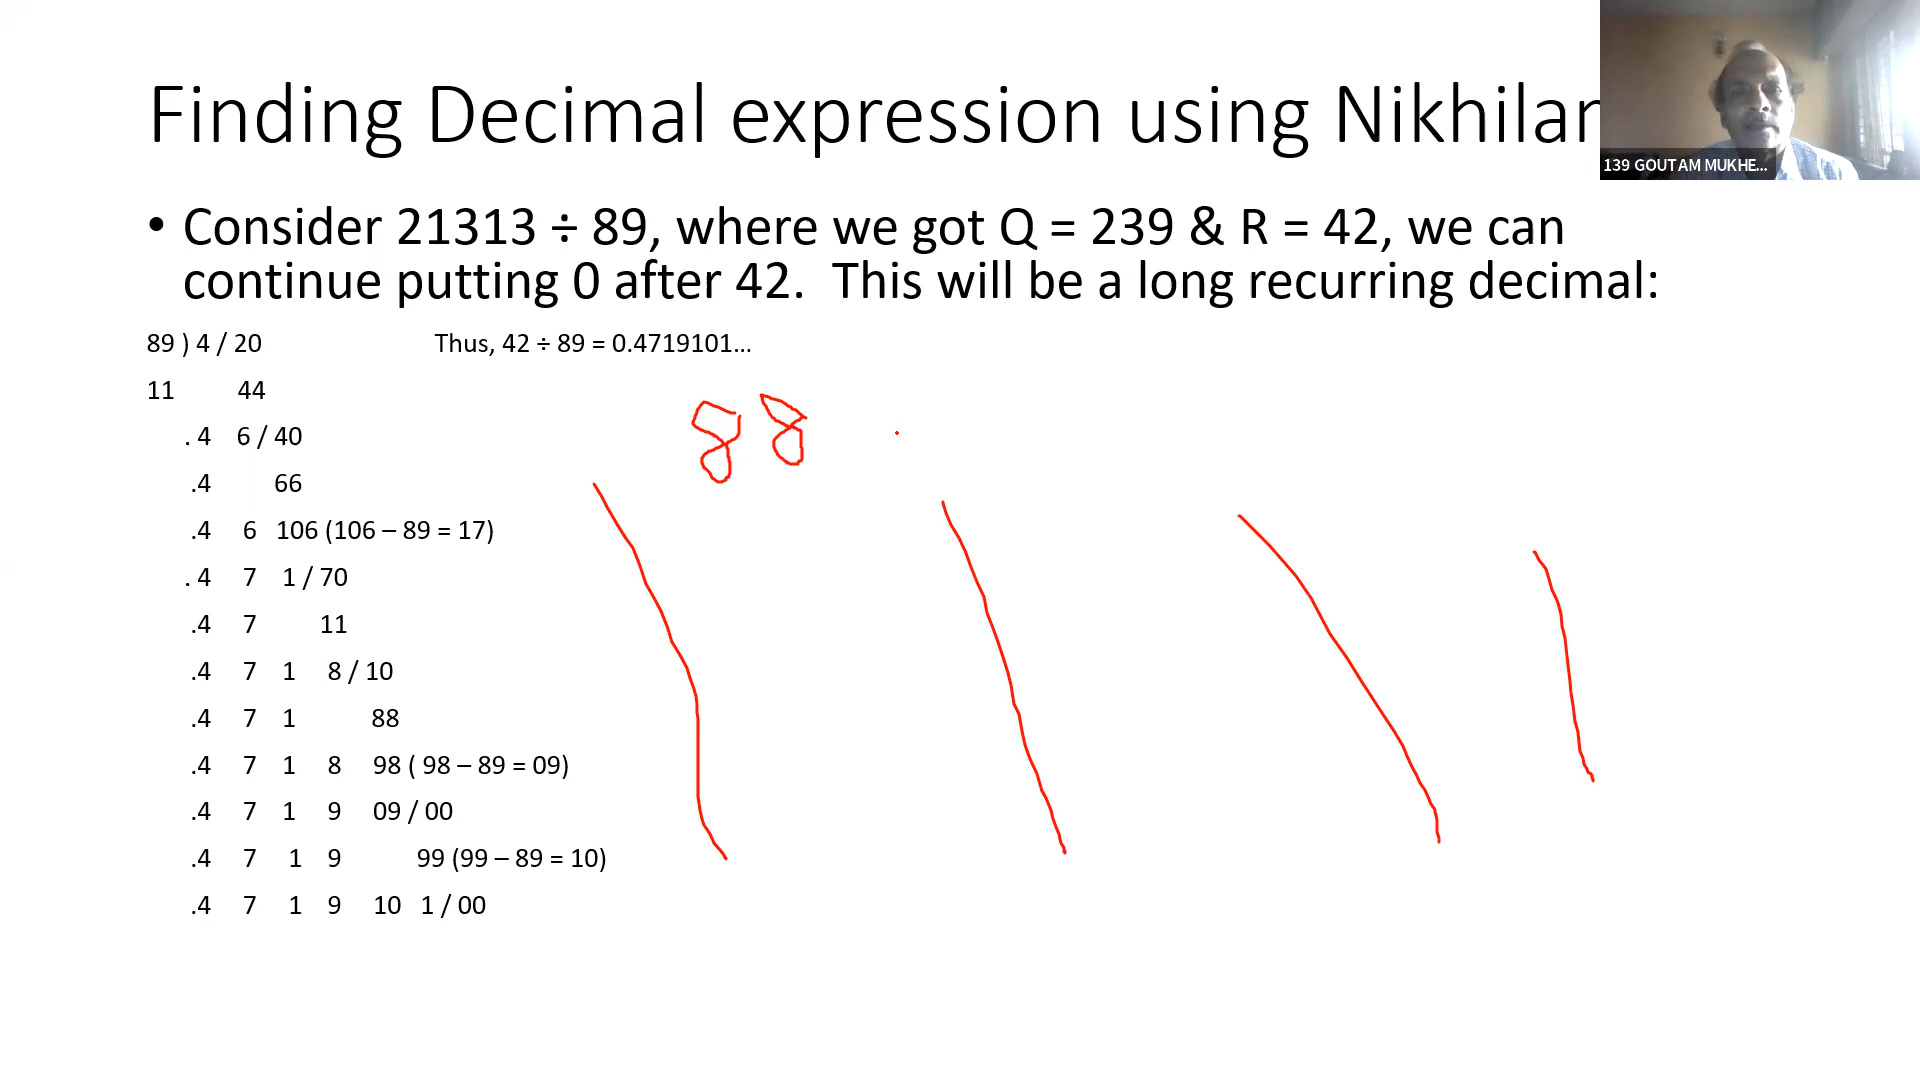 Finding Decimal expression using Nikhilam
139 GOUTAM MUKHE...
• Consider 21313 ÷ 89, where we got Q = 239 & R = 42, we can
continue putting 0 after 42. This will be a long recurring decimal:
89 ) 4 / 20 Thus, 42 ÷ 89 = 0.4719101...
11 44
. 4 6 / 40
88
.4 66
.4 6 106 (106 – 89 = 17)
. 4 7 1 / 70
.4 7 11
.4 7 1 8 / 10
.4 7 1 88
.4 7 1 8 98 ( 98 – 89 = 09)
.4 7 1 9 09 / 00
.4 7 1 9 99 (99 – 89 = 10)
.4 7 1 9 10 1 / 00